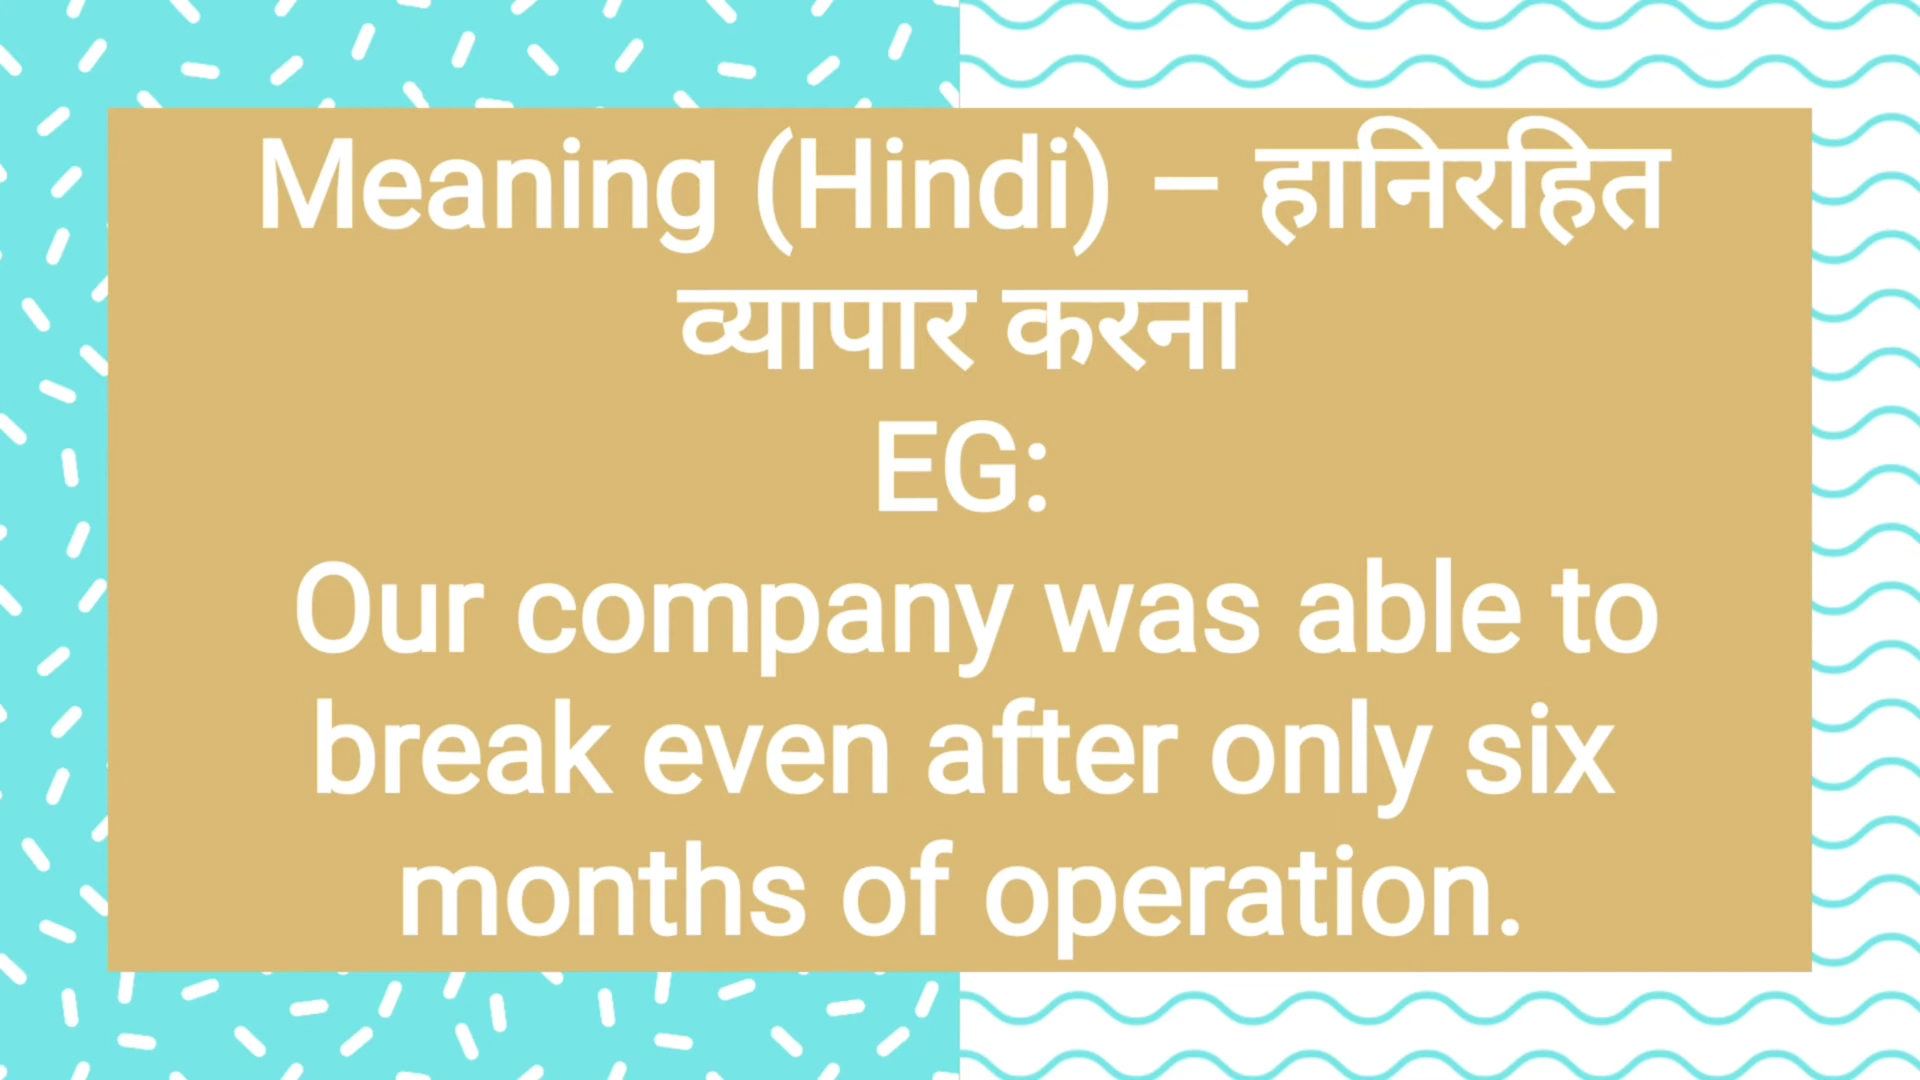 Meaning (Hindi) – हानिरहित
व्यापार करना
EG:
Our company was able to
break even after only six
months of operation.